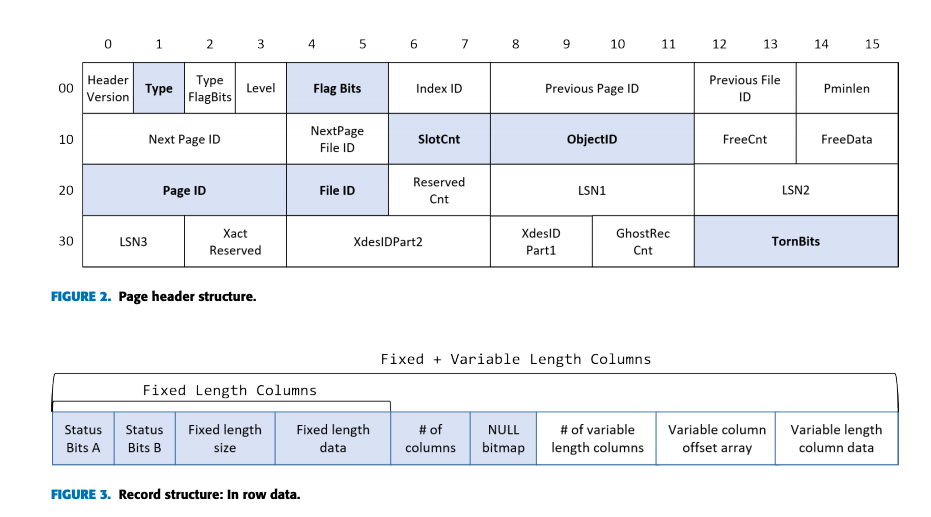 0 1 2 3 4 5 6 7 8 9 10 11 12 13 14 15
00
Header
Version
Type
Type
FlagBits
Level
Flag Bits
Index ID
Previous Page ID
Previous File
ID
Pminlen
10
Next Page ID
NextPage
File ID
SlotCnt
ObjectID
FreeCnt
FreeData
20
Page ID
File ID
Reserved
Cnt
LSN1
LSN2
30
LSN3
Xact
Reserved
XdesIDPart2
XdesID
Part1
GhostRec
Cnt
TornBits
FIGURE 2. Page header structure.
Fixed + Variable Length Columns
Fixed Length Columns
Status
Bits A
Status
Bits B
Fixed length
size
Fixed length
data
# of
columns
NULL
bitmap
# of variable
length columns
Variable column
offset array
Variable length
column data
FIGURE 3. Record structure: In row data.